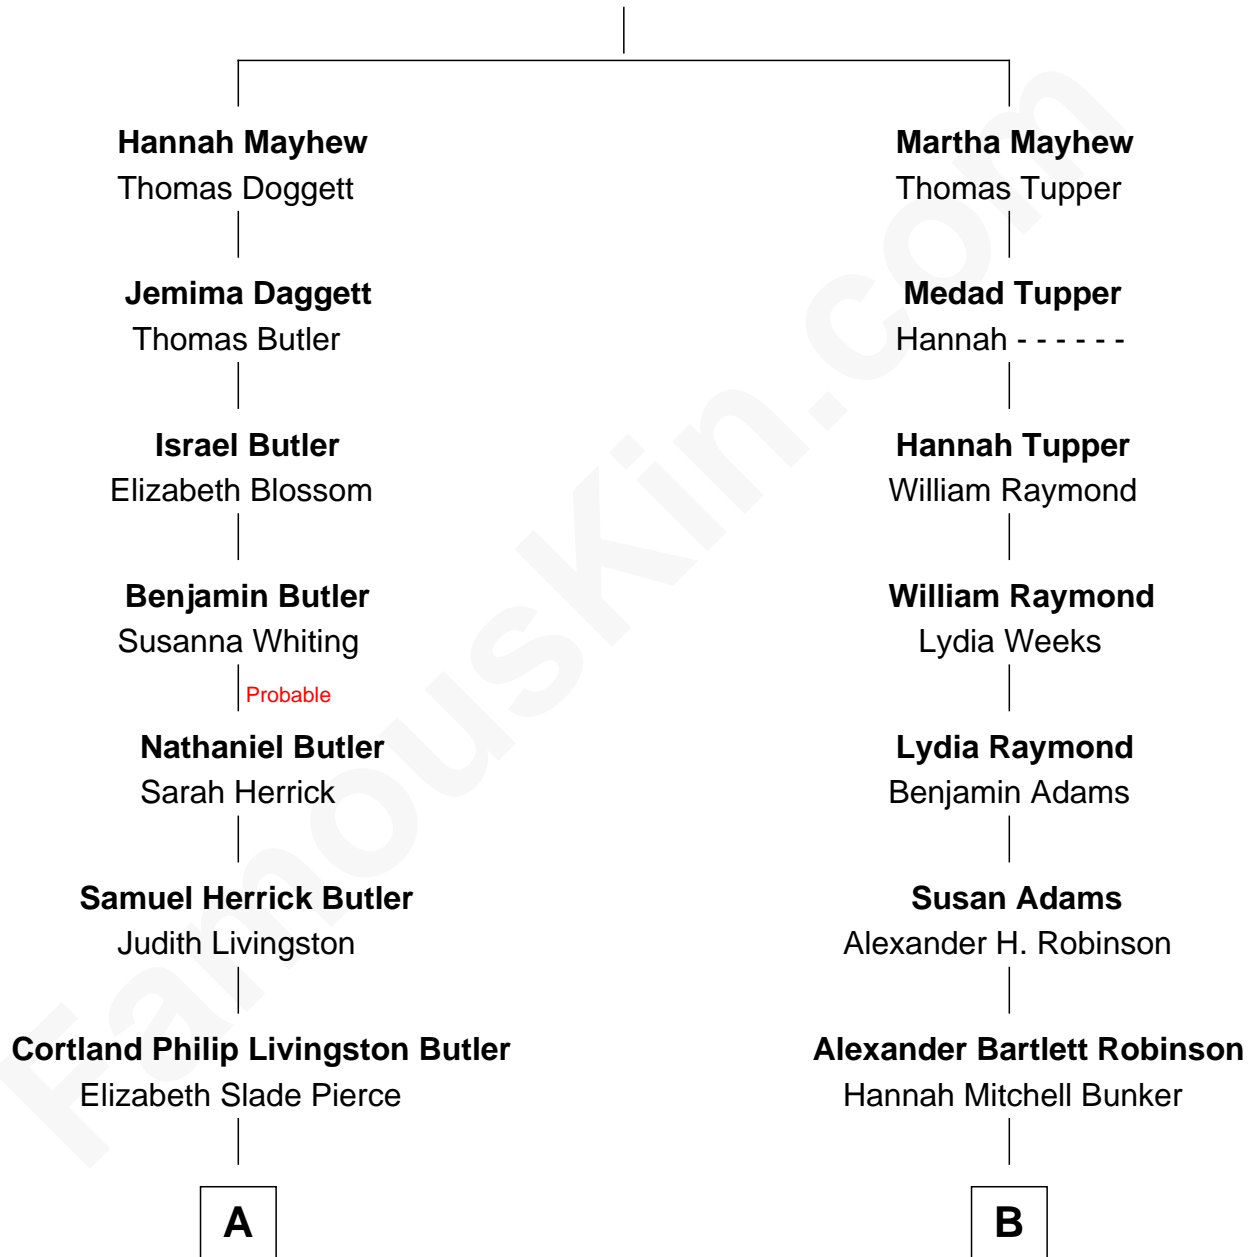 Hannah Mayhew
Thomas Doggett
Jemima Daggett
Thomas Butler
Israel Butler
Elizabeth Blossom
Benjamin Butler
Susanna Whiting
Probable
Nathaniel Butler
Sarah Herrick
Samuel Herrick Butler
Judith Livingston
Cortland Philip Livingston Butler
Elizabeth Slade Pierce
A
Martha Mayhew
Thomas Tupper
Medad Tupper
Hannah - - - - - -
Hannah Tupper
William Raymond
William Raymond
Lydia Weeks
Lydia Raymond
Benjamin Adams
Susan Adams
Alexander H. Robinson
Alexander Bartlett Robinson
Hannah Mitchell Bunker
B
FamousKin.com